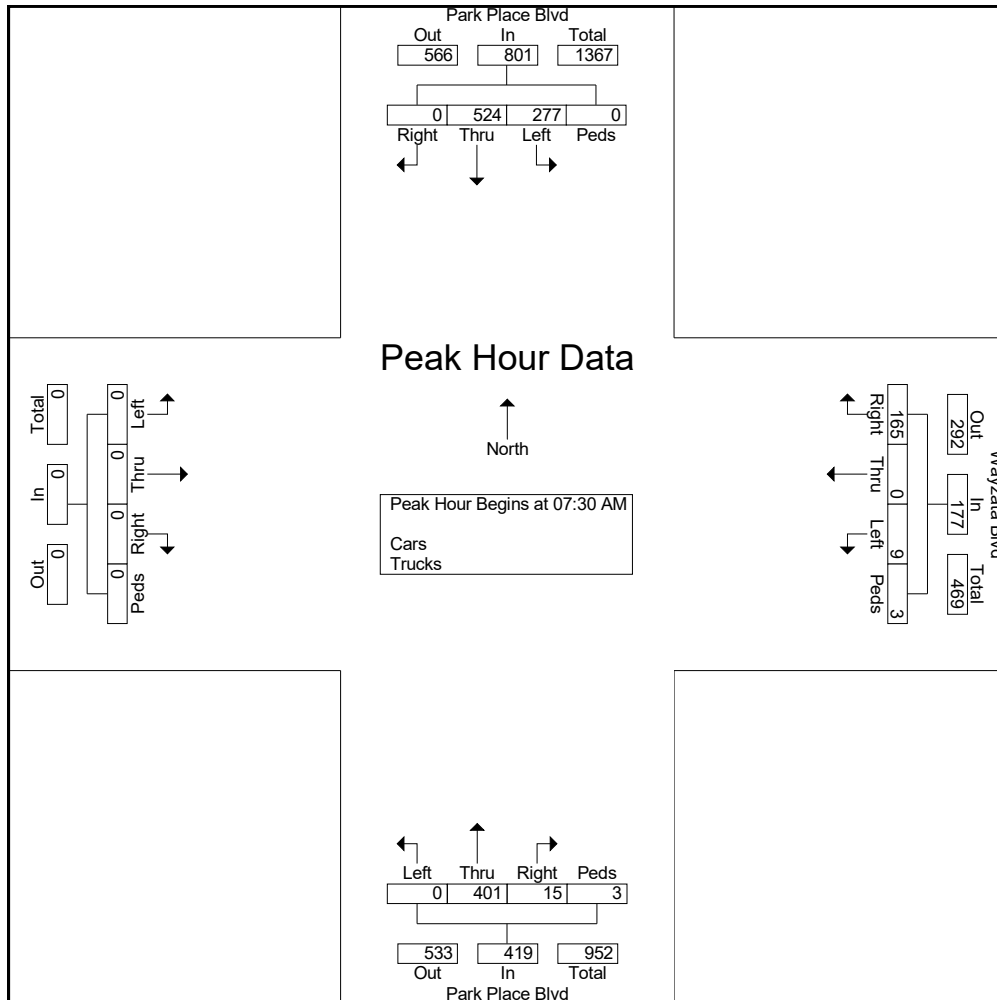 Park Place Blvd
Out In Total
566 801 1367
0 524 277 0
Right Thru Left Peds
Peak Hour Data
North
Peak Hour Begins at 07:30 AM
Cars
Trucks
Left Thru Right Peds
0 0 0 0
Total In Out
0 0 0
Right Thru Left Peds
165 0 9 3
Out In Total
292 177 469
Wayzata Blvd
Left Thru Right Peds
0 401 15 3
533 419 952
Out In Total
Park Place Blvd